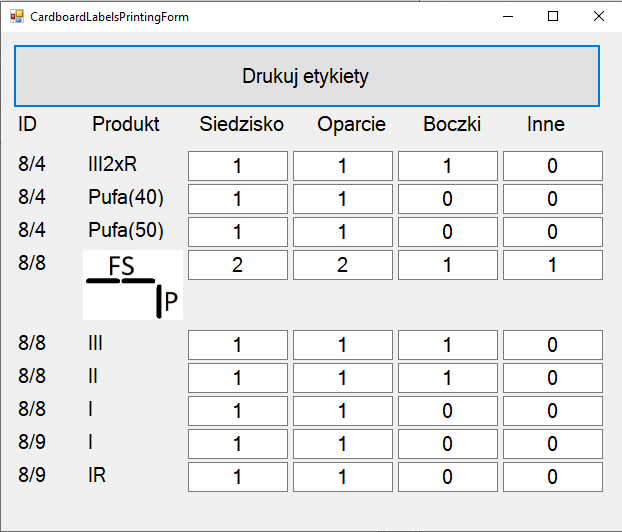 CardboardLabelsPrintingForm
Drukuj etykiety
ID Produkt Siedzisko Oparcie Boczki Inne
8/4 III2xR 1 1 1 0
8/4 Pufa(40) 1 1 0 0
8/4 Pufa(50) 1 1 0 0
8/8 FS 2 2 1 1
P
8/8 III 1 1 1 0
8/8 II 1 1 1 0
8/8 I 1 1 0 0
8/9 I 1 1 0 0
8/9 IR 1 1 0 0